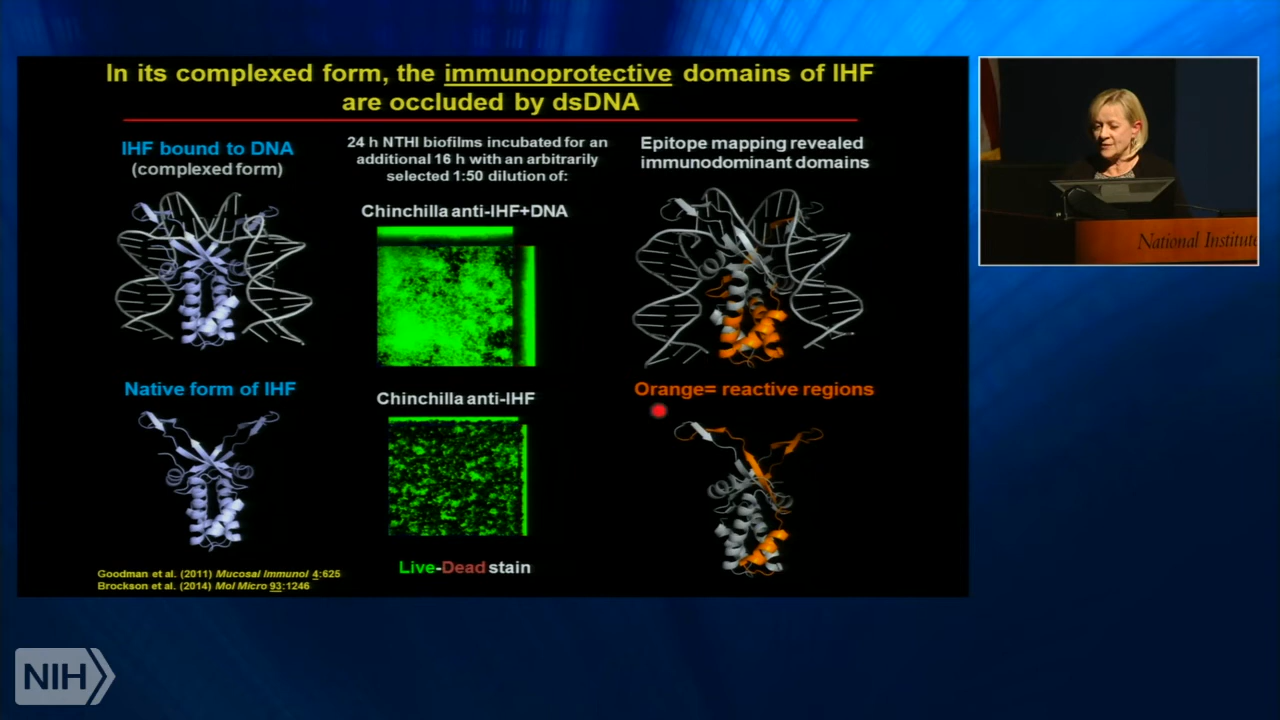 In its complexed form, the immunoprotective domains of IHF
are occluded by dsDNA
IHF bound to DNA
(complexed form)
24 h NTHI biofilms incubated for an
additional 16 h with an arbitrarily
selected 1:50 dilution of:
Epitope mapping revealed
immunodominant domains
Chinchilla anti-IHF+DNA
Native form of IHF
Chinchilla anti-IHF
Orange= reactive regions
Live-Dead stain
Goodman et al. (2011) Mucosal Immunol 4:625
Brockson et al. (2014) Mol Micro 93:1246
National Institute
NIH